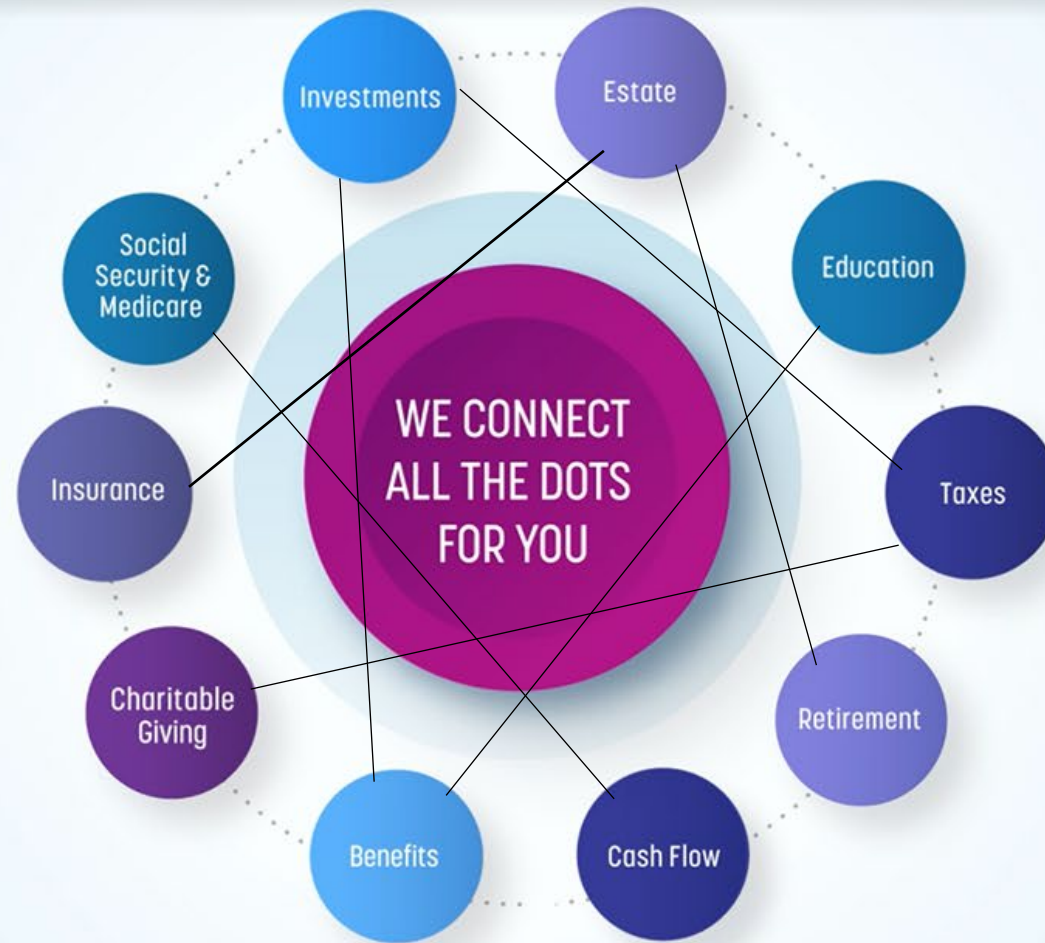 Investments
Estate
Social
Security &
Medicare
Education
Insurance
WE CONNECT
ALL THE DOTS
FOR YOU
Taxes
Charitable
Giving
Retirement
Benefits
Cash Flow